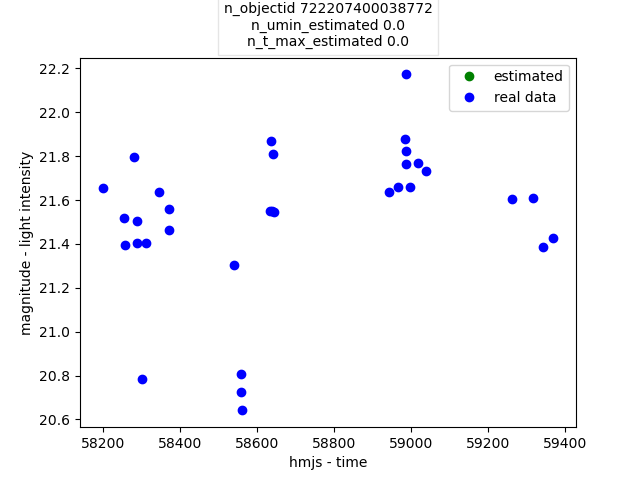 n_objectid 722207400038772
n_umin_estimated 0.0
n_t_max_estimated 0.0
estimated
real data
22.2
22.0
21.8
21.6
21.4
21.2
21.0
20.8
20.6
magnitude - light intensity
58200 58400 58600 58800 59000 59200 59400
hmjs - time